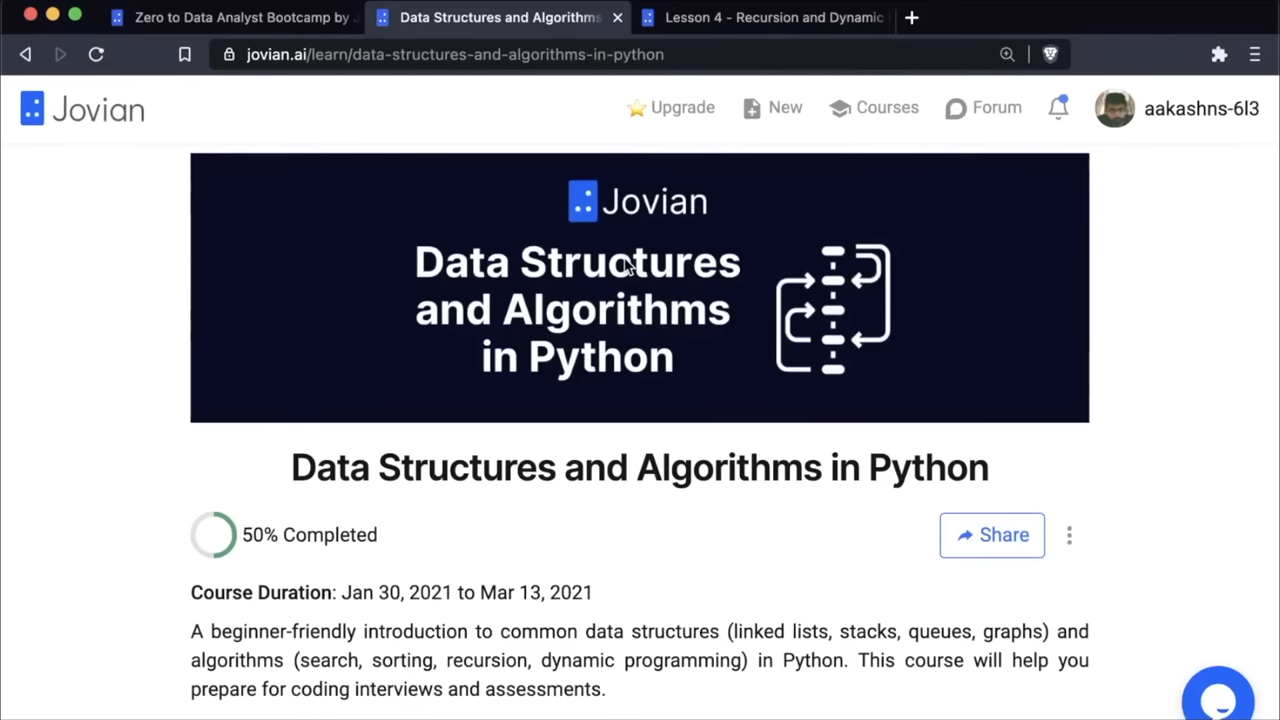 Zero to Data Analyst Bootcamp by
Data Structures and Algorithms
Lesson 4 - Recursion and Dynamic
jovian.ai/learn/data-structures-and-algorithms-in-python
Jovian
Upgrade
New
Courses
Forum
aakashns-6l3
Jovian
Data Structures
and Algorithms
in Python
Data Structures and Algorithms in Python
50% Completed
Share
Course Duration: Jan 30, 2021 to Mar 13, 2021
A beginner-friendly introduction to common data structures (linked lists, stacks, queues, graphs) and
algorithms (search, sorting, recursion, dynamic programming) in Python. This course will help you
prepare for coding interviews and assessments.